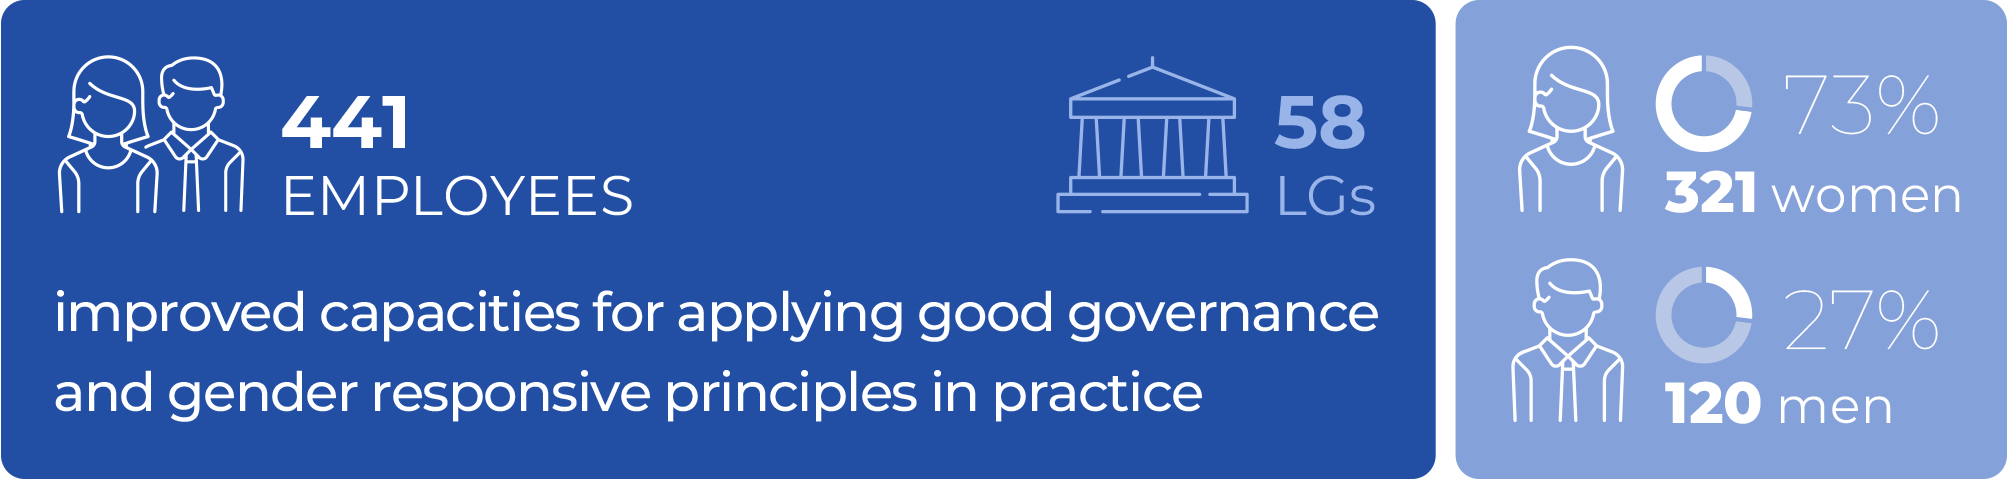 441
EMPLOYEES
58
LGs
improved capacities for applying good governance
and gender responsive principles in practice
73%
321 women
27%
120 men